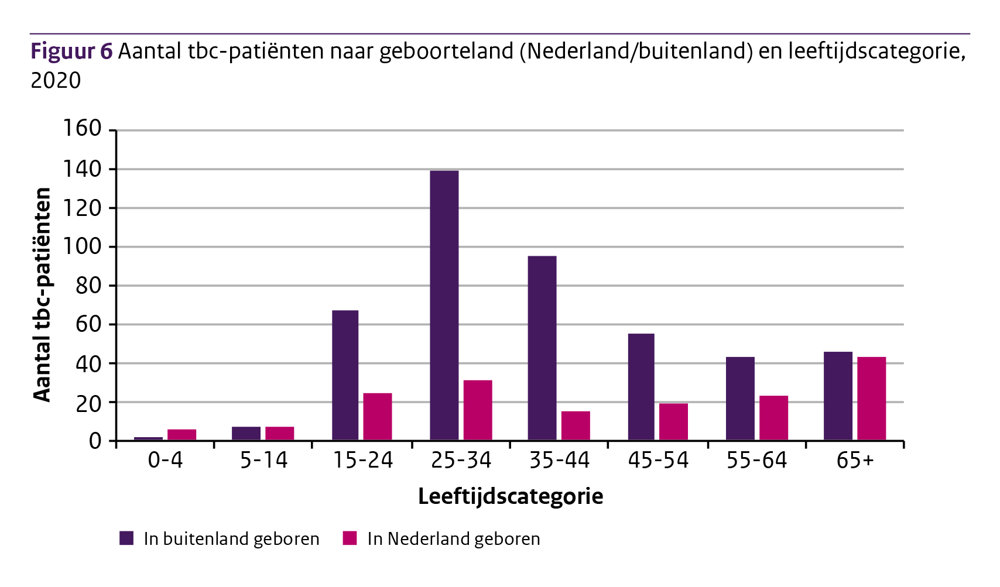 Figuur 6 Aantal tbc-patiënten naar geboorteland (Nederland/buitenland) en leeftijdscategorie,
2020
160
140
120
100
80
60
40
20
0
Aantal tbc-patiënten
0-4 5-14 15-24 25-34 35-44 45-54 55-64 65+
Leeftijdscategorie
In buitenland geboren In Nederland geboren